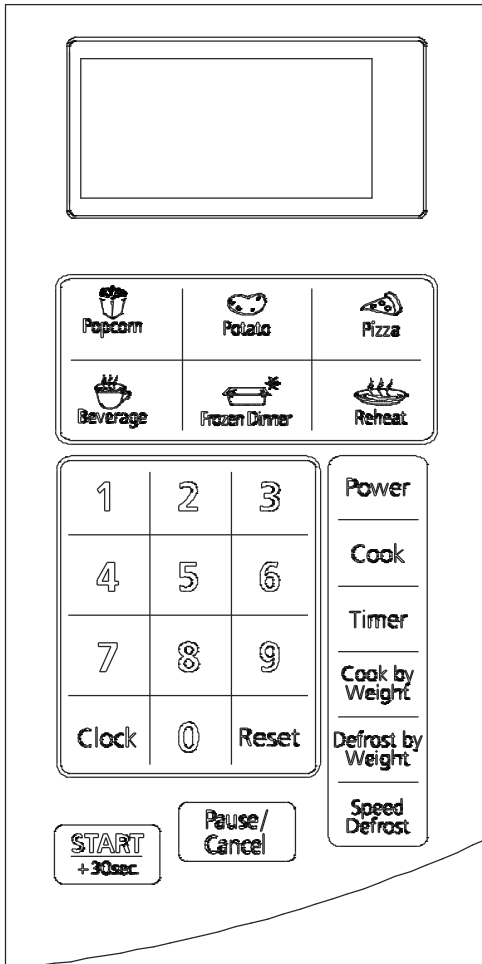 Popcorn
Potato
Pizza
Beverage
Frozen Dinner
Reheat
1 2 3
4 5 6
7 8 9
Clock 0 Reset
Power
Cook
Timer
Cook by
Weight
Defrost by
Weight
Speed
Defrost
START
+30sec.
Pause/
Cancel